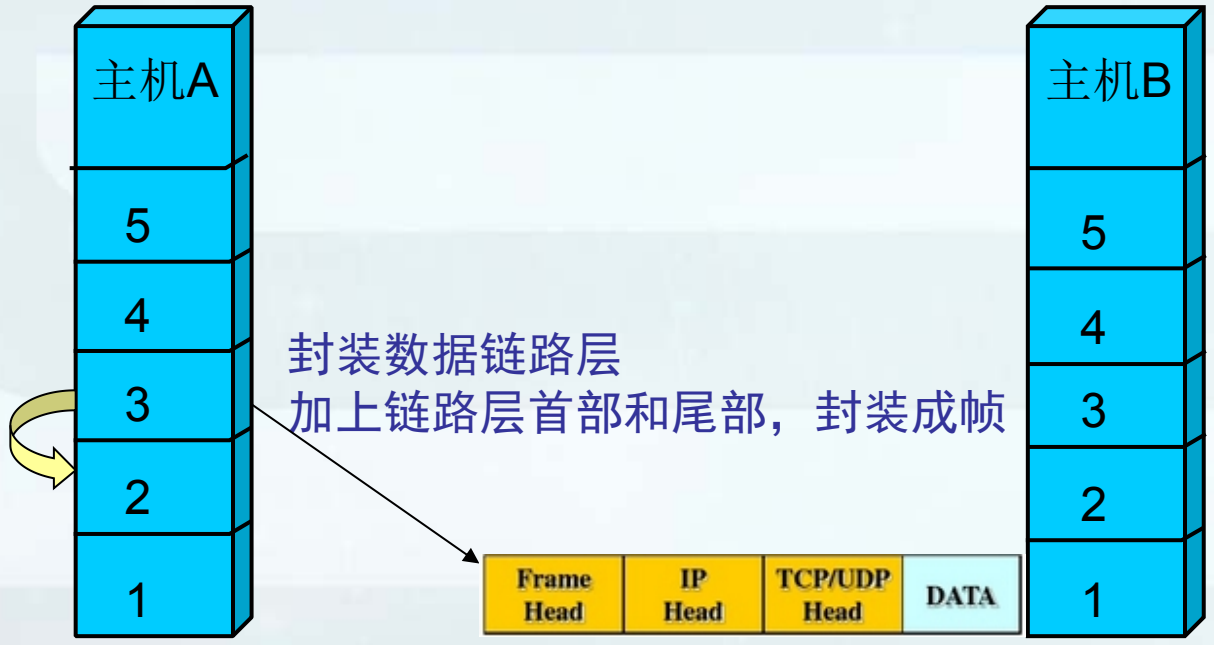 主机A
5
4
3
2
1
封装数据链路层
加上链路层首部和尾部，封装成帧
Frame Head
IP Head
TCP/UDP Head
DATA
主机B
5
4
3
2
1